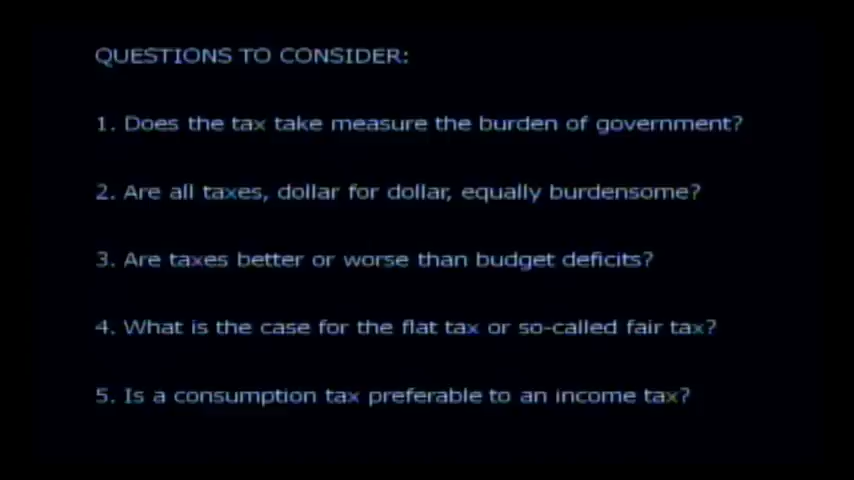 QUESTIONS TO CONSIDER:
1. Does the tax take measure the burden of government?
2. Are all taxes, dollar for dollar, equally burdensome?
3. Are taxes better or worse than budget deficits?
4. What is the case for the flat tax or so-called fair tax?
5. Is a consumption tax preferable to an income tax?